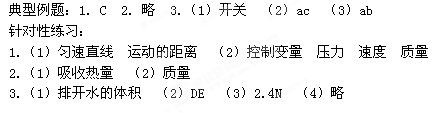 典型例题：1. C  2. 略  3.（1）开关  （2）ac  （3）ab
针对性练习：
1.（1）匀速直线  运动的距离  （2）控制变量  压力  速度  质量
2.（1）吸收热量  （2）质量
3.（1）排开水的体积  （2）DE  （3）2.4N  （4）略